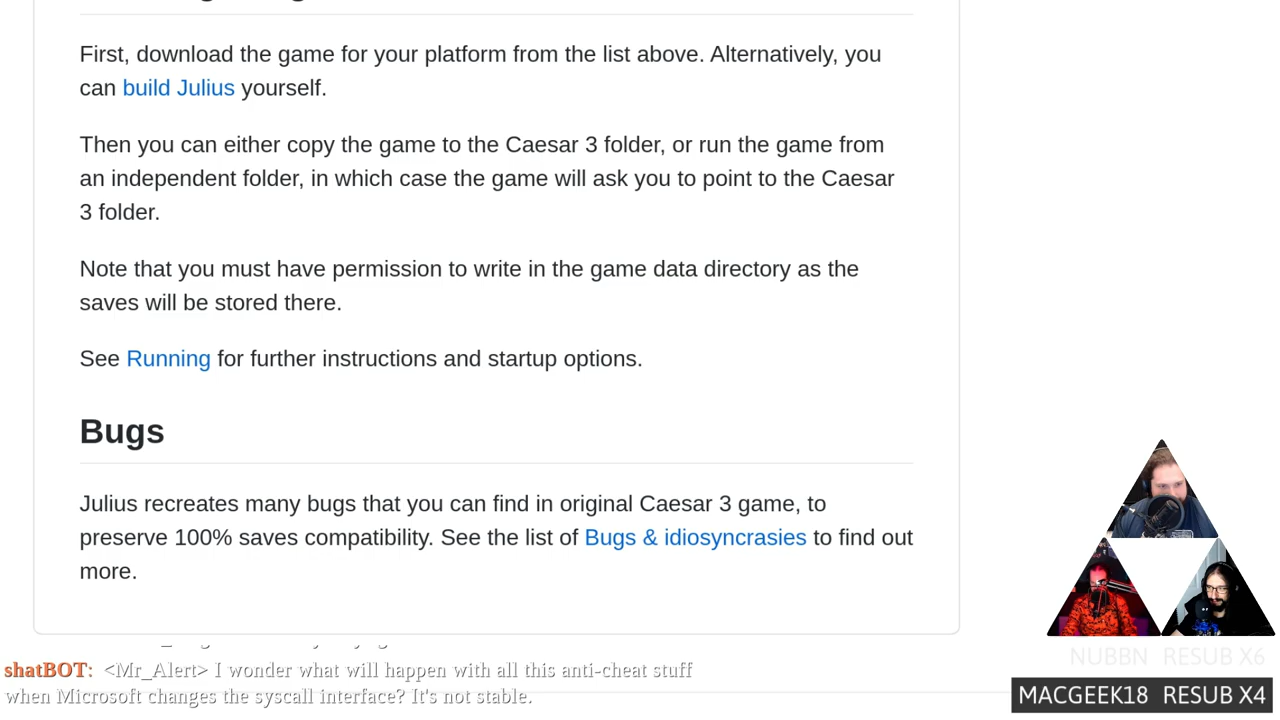 First, download the game for your platform from the list above. Alternatively, you
can build Julius yourself.
Then you can either copy the game to the Caesar 3 folder, or run the game from
an independent folder, in which case the game will ask you to point to the Caesar
3 folder.
Note that you must have permission to write in the game data directory as the
saves will be stored there.
See Running for further instructions and startup options.
Bugs
Julius recreates many bugs that you can find in original Caesar 3 game, to
preserve 100% saves compatibility. See the list of Bugs & idiosyncrasies to find out
more.
shatBOT: <Mr_Alert> I wonder what will happen with all this anti-cheat stuff
when Microsoft changes the syscall interface? It's not stable.
NUBBN RESUB X6
MACGEEK18 RESUB X4